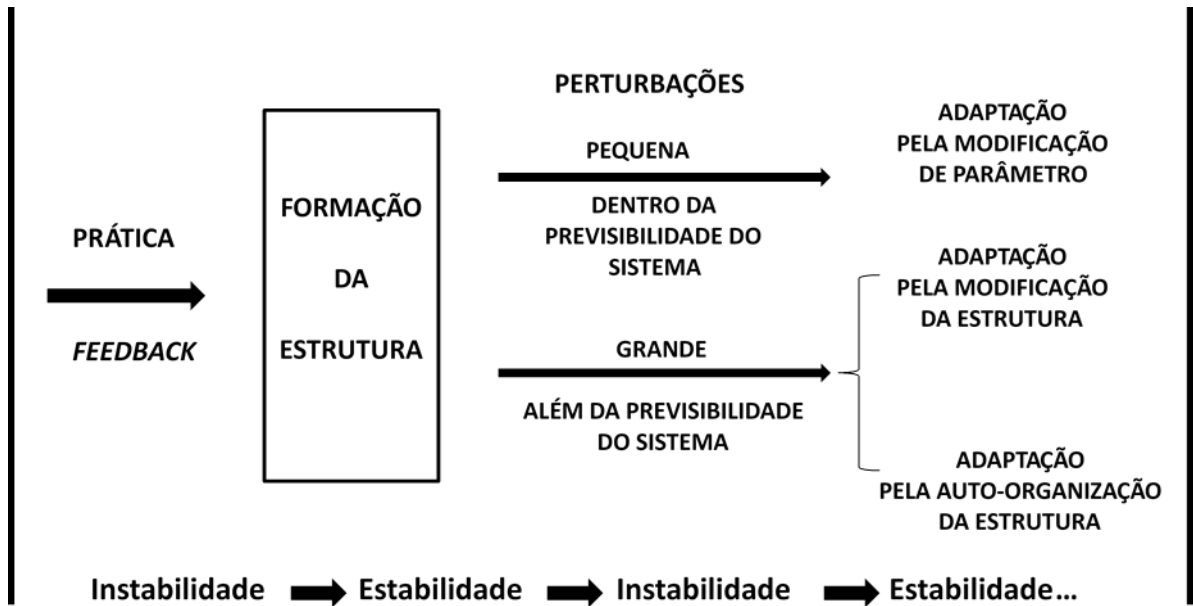 PRÁTICA
FEEDBACK
FORMAÇÃO
DA
ESTRUTURA
PERTURBAÇÕES
PEQUENA
DENTRO DA
PREVISIBILIDADE DO
SISTEMA
GRANDE
ALÉM DA PREVISIBILIDADE
DO SISTEMA
ADAPTAÇÃO
PELA MODIFICAÇÃO
DE PARÂMETRO
ADAPTAÇÃO
PELA MODIFICAÇÃO
DA ESTRUTURA
ADAPTAÇÃO
PELA AUTO-ORGANIZAÇÃO
DA ESTRUTURA
Instabilidade Estabilidade Instabilidade Estabilidade...